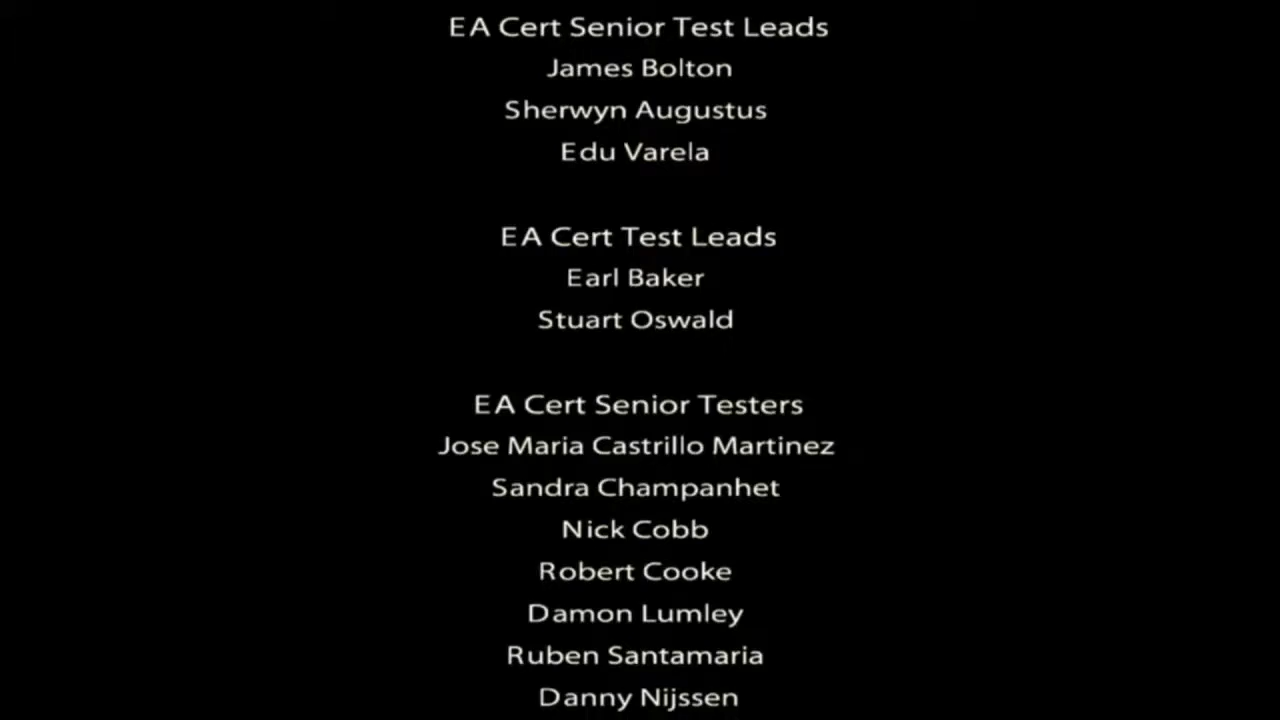 EA Cert Senior Test Leads
James Bolton
Sherwyn Augustus
Edu Varela
EA Cert Test Leads
Earl Baker
Stuart Oswald
EA Cert Senior Testers
Jose Maria Castrillo Martinez
Sandra Champanhet
Nick Cobb
Robert Cooke
Damon Lumley
Ruben Santamaria
Danny Nijssen